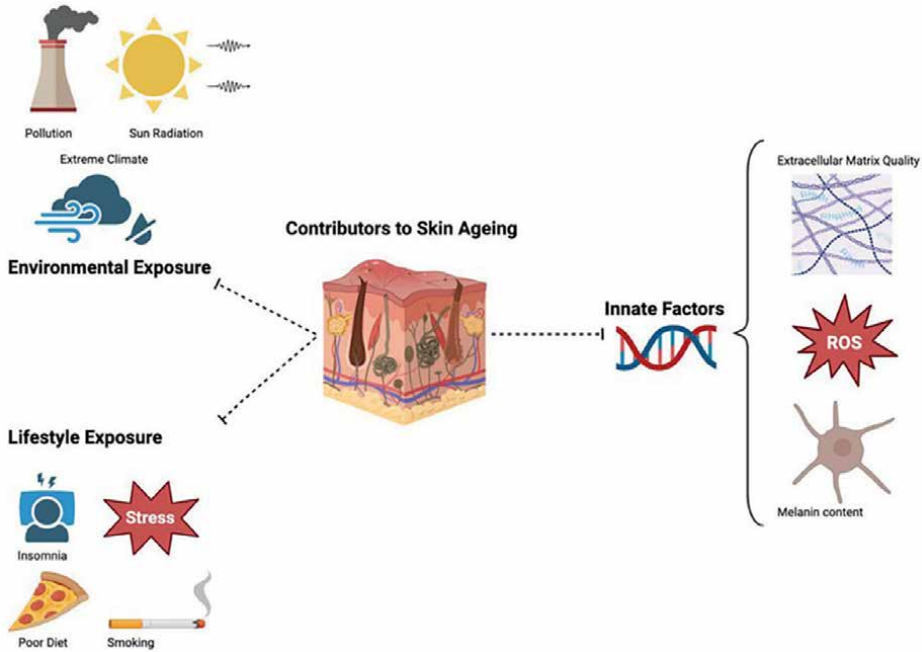 Pollution
Sun Radiation
Extreme Climate
Environmental Exposure
Contributors to Skin Ageing
Lifestyle Exposure
Insomnia
Stress
Poor Diet
Smoking
Innate Factors
Extracellular Matrix Quality
ROS
Melanin content